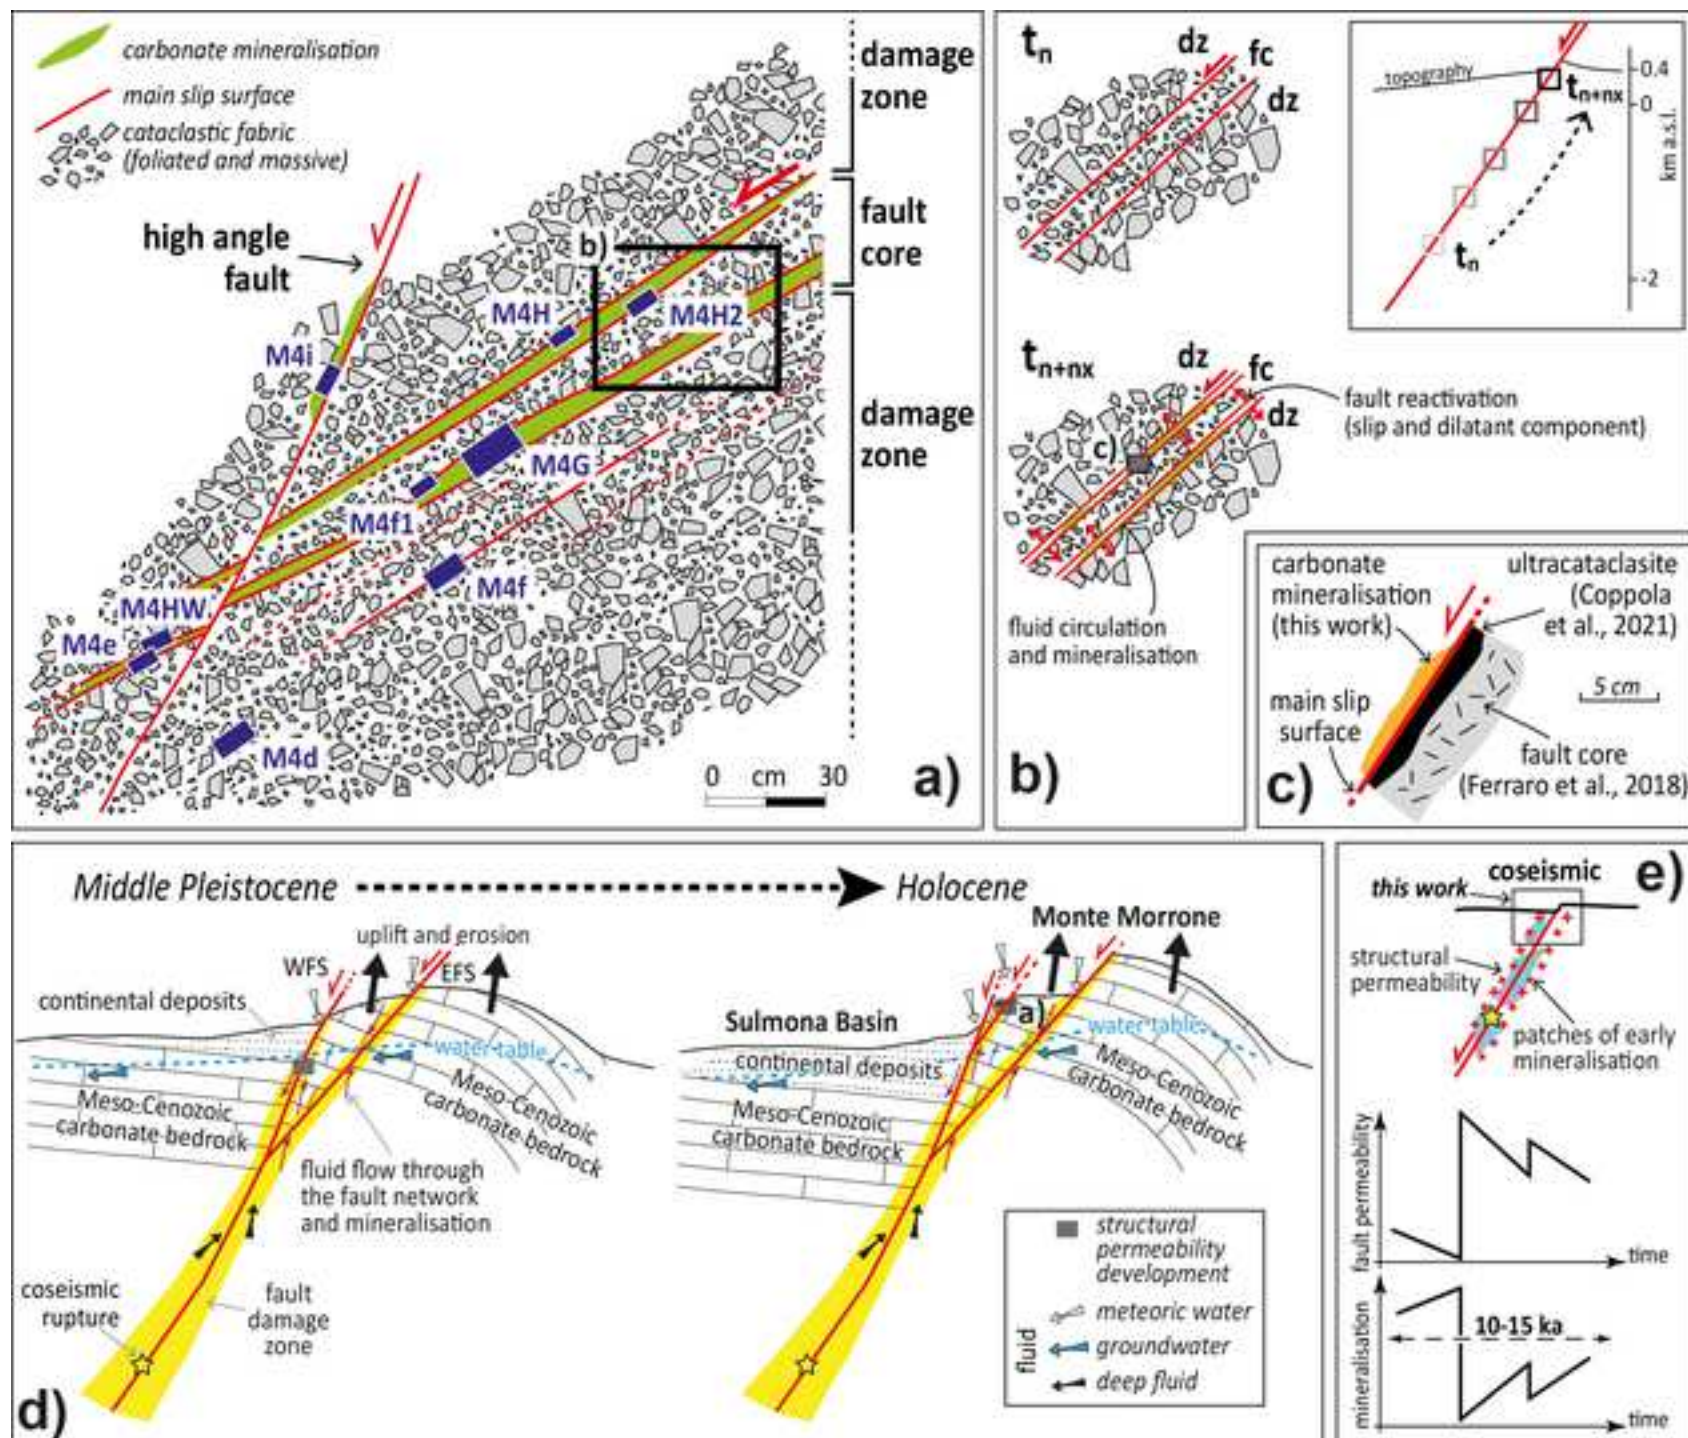 carbonate mineralisation
main slip surface
cataclastic fabric
(foliated and massive)
high angle
fault
b)
M4H
M4H2
M4i
M4G
M4f1
M4f
M4HW
M4e
M4d
damage
zone
fault
core
damage
zone
0 cm 30
a)
tn
dz
fc
dz
topography
tn+nx
tn
0.4
0
-2
km a.s.l.
tn+nx
dz
fc
dz
c)
fault reactivation
(slip and dilatant component)
fluid circulation
and mineralisation
b)
carbonate
mineralisation
(this work)
ultracataclasite
(Coppola
et al., 2021)
5 cm
main slip
surface
fault core
(Ferraro et al., 2018)
c)
Middle Pleistocene
Holocene
uplift and erosion
Monte Morrone
WFS
EFS
continental deposits
water table
Meso-Cenozoic
carbonate bedrock
Meso-Cenozoic
carbonate bedrock
fluid flow through
the fault network
and mineralisation
coseismic
rupture
fault
damage
zone
d)
Sulmona Basin
a)
water table
continental deposits
Meso-Cenozoic
carbonate bedrock
Meso-Cenozoic
carbonate bedrock
structural
permeability
development
fluid
meteoric water
groundwater
deep fluid
e)
coseismic
this work
structural
permeability
patches of early
mineralisation
fault permeability
time
mineralisation
10-15 ka
time